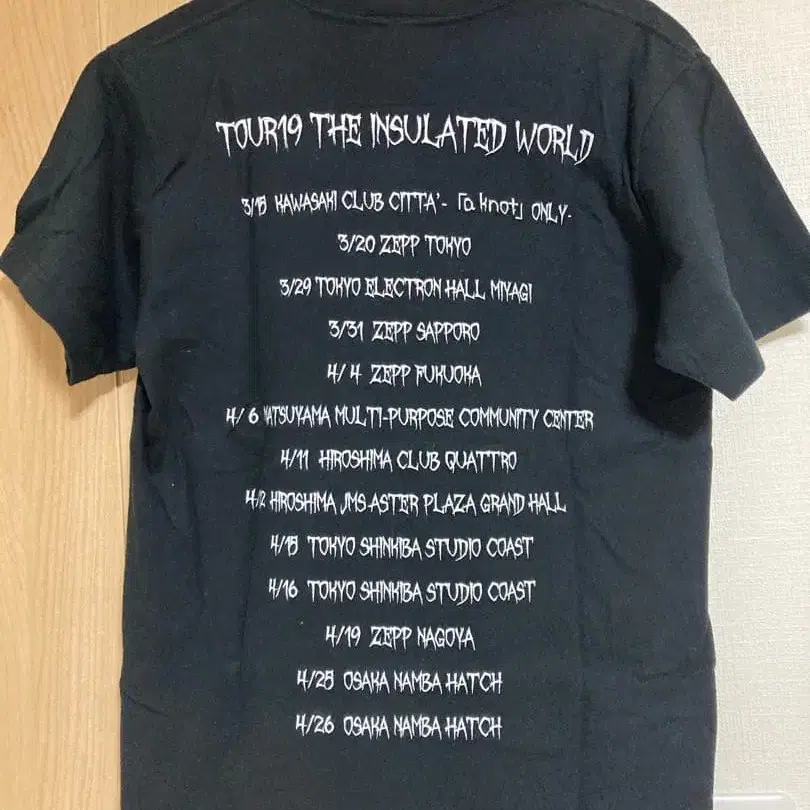 TOUR19 THE INSULATED WORLD
3/15 KAWASAKI CLUB CITTA'-「a knot」ONLY-
3/20 ZEPP TOKYO
3/29 TOKYO ELECTRON HALL MIYAGI
3/31 ZEPP SAPPORO
4/4 ZEPP FUKUOKA
4/6 MATSUYAMA MULTI-PURPOSE COMMUNITY CENTER
4/11 HIROSHIMA CLUB QUATTRO
4/12 HIROSHIMA JMS ASTER PLAZA GRAND HALL
4/15 TOKYO SHINKIBA STUDIO COAST
4/16 TOKYO SHINKIBA STUDIO COAST
4/19 ZEPP NAGOYA
4/25 OSAKA NAMBA HATCH
4/26 OSAKA NAMBA HATCH